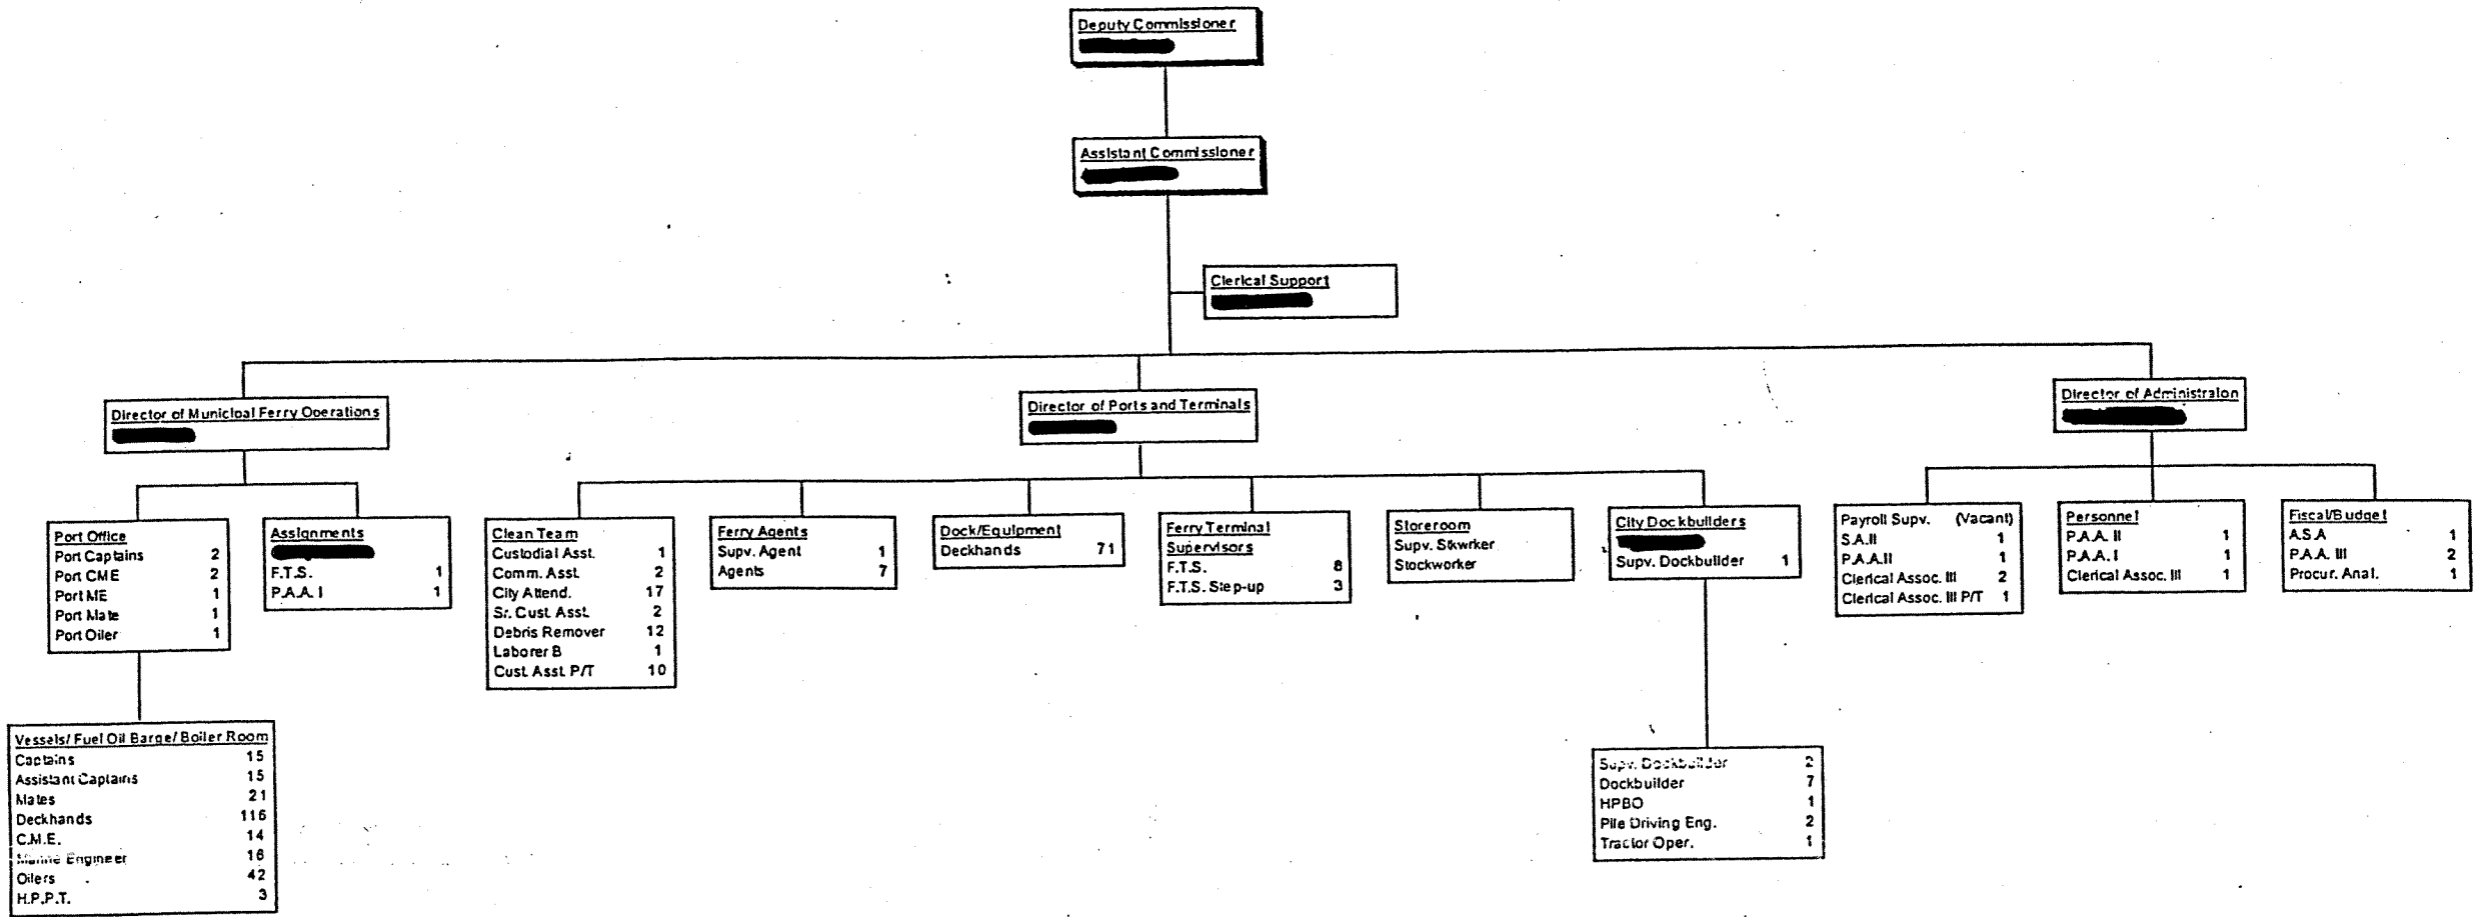 Deputy Commissioner
Assistant Commissioner
Clerical Support
Director of Municipal Ferry Operations
Director of Ports and Terminals
Director of Administraion
Port Office
Port Captains 2
Port CME 2
Port ME 1
Port Mate 1
Port Oiler 1
Assignments
F.T.S. 1
P.A.A. I 1
Clean Team
Custodial Asst. 1
Comm. Asst. 2
City Attend. 17
Sr. Cust. Asst. 2
Debris Remover 12
Laborer B 1
Cust. Asst. P/T 10
Ferry Agents
Supv. Agent 1
Agents 7
Dock/Equipment
Deckhands 71
Ferry Terminal
Supervisors
F.T.S. 8
F.T.S. Step-up 3
Storeroom
Supv. Stkwrker
Stockworker
City Dockbuilders
Supv. Dockbuilder 1
Payroll Supv. (Vacant)
S.A.II 1
P.A.A.II 1
Clerical Assoc. III 2
Clerical Assoc. III P/T 1
Personnel
P.A.A. II 1
P.A.A. I 1
Clerical Assoc. III 1
Fiscal/Budget
A.S.A 1
P.A.A. III 2
Procur. Anal. 1
Vessels/ Fuel Oil Barge/ Boiler Room
Captains 15
Assistant Captains 15
Mates 21
Deckhands 116
C.M.E. 14
Marine Engineer 16
Oilers 42
H.P.P.T. 3
Supv. Dockbuilder 2
Dockbuilder 7
HPBO 1
Pile Driving Eng. 2
Tractor Oper. 1